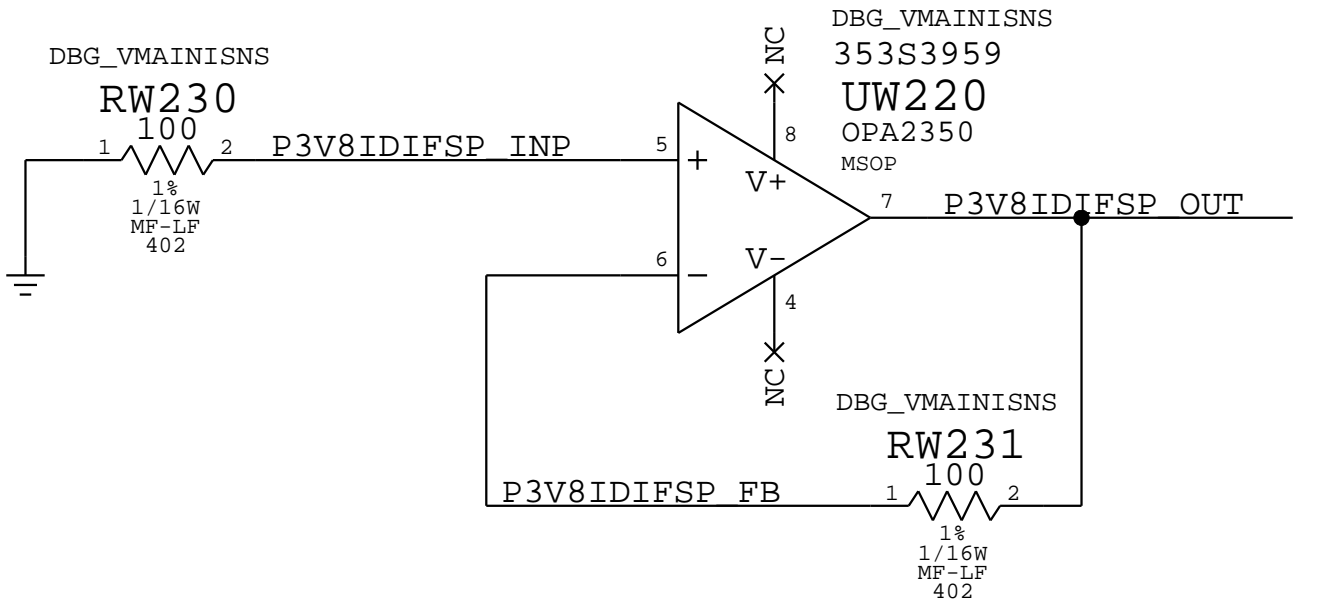 DBG_VMAINISNS
RW230
100
1
2
1%
1/16W
MF-LF
402
P3V8IDIFSP_INP
5
+
6
−
NC
8
V+
V−
4
NC
DBG_VMAINISNS
353S3959
UW220
OPA2350
MSOP
7
P3V8IDIFSP_OUT
P3V8IDIFSP_FB
DBG_VMAINISNS
RW231
100
1
2
1%
1/16W
MF-LF
402